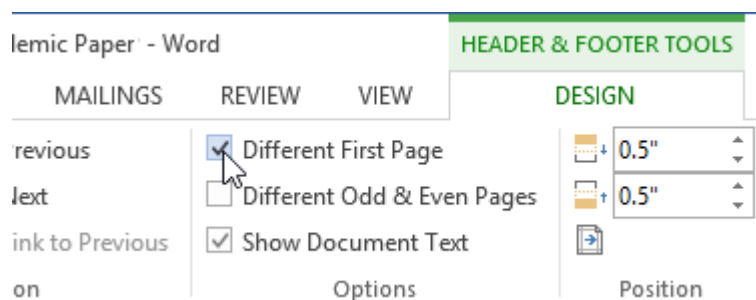 lemic Paper - Word HEADER & FOOTER TOOLS
MAILINGS REVIEW VIEW DESIGN
revious Different First Page 0.5"
Next Different Odd & Even Pages 0.5"
ink to Previous Show Document Text
on Options Position